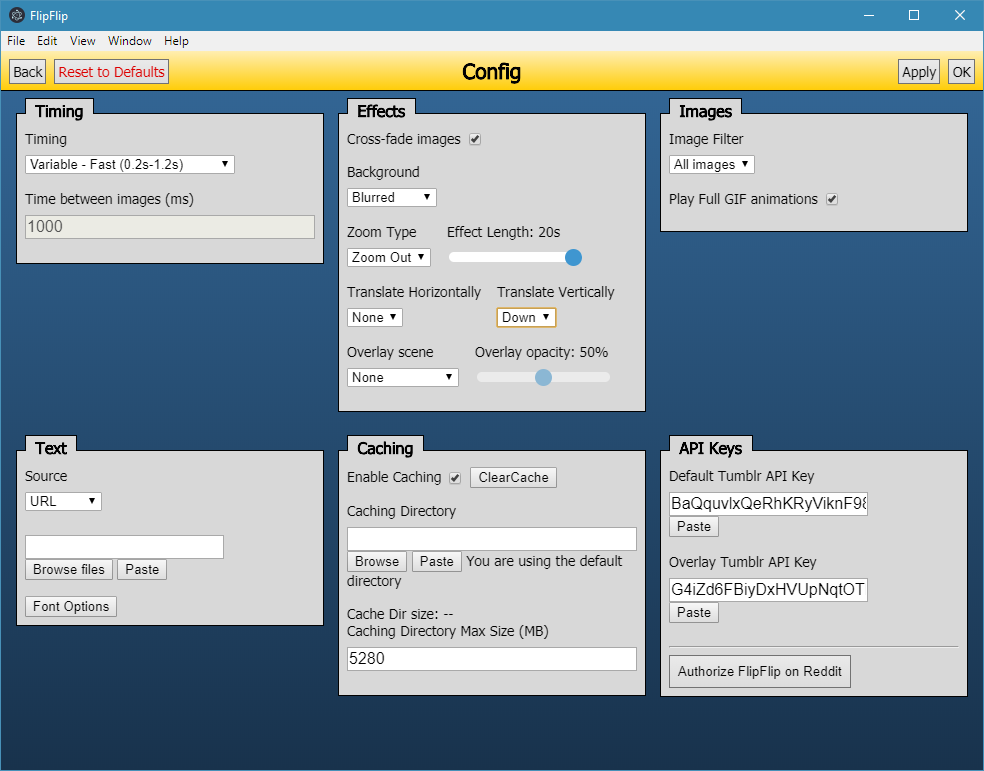 FlipFlip
File Edit View Window Help
Back Reset to Defaults Config Apply OK
Timing
Timing
Variable - Fast (0.2s-1.2s)
Time between images (ms)
1000
Effects
Cross-fade images
Background
Blurred
Zoom Type Effect Length: 20s
Zoom Out
Translate Horizontally Translate Vertically
None Down
Overlay scene Overlay opacity: 50%
None
Images
Image Filter
All images
Play Full GIF animations
Text
Source
URL
Browse files Paste
Font Options
Caching
Enable Caching ClearCache
Caching Directory
Browse Paste You are using the default
directory
Cache Dir size: --
Caching Directory Max Size (MB)
5280
API Keys
Default Tumblr API Key
Paste
Overlay Tumblr API Key
G4iZd6FBiyDxHVUpNqtOT
Paste
Authorize FlipFlip on Reddit